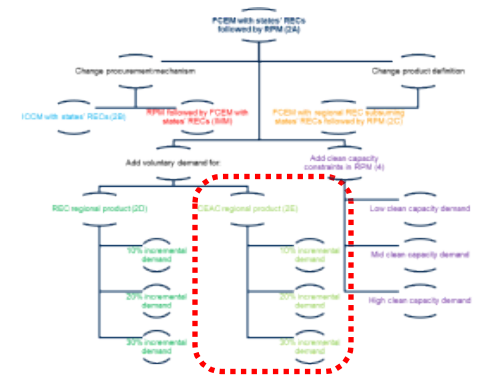 FCEM with states' RECs
followed by RPM (2A)
Change procurement mechanism
Change product definition
ICCM with states' RECs (2B)
RPM followed by FCEM with
states' RECs (IMM)
FCEM with regional REC subsuming
states' RECs followed by RPM (2C)
Add voluntary demand for:
Add clean capacity
constraints in RPM (4)
REC regional product (2D)
CEAC regional product (2E)
Low clean capacity demand
10% incremental
demand
10% incremental
demand
Mid clean capacity demand
20% incremental
demand
20% incremental
demand
High clean capacity demand
30% incremental
demand
30% incremental
demand